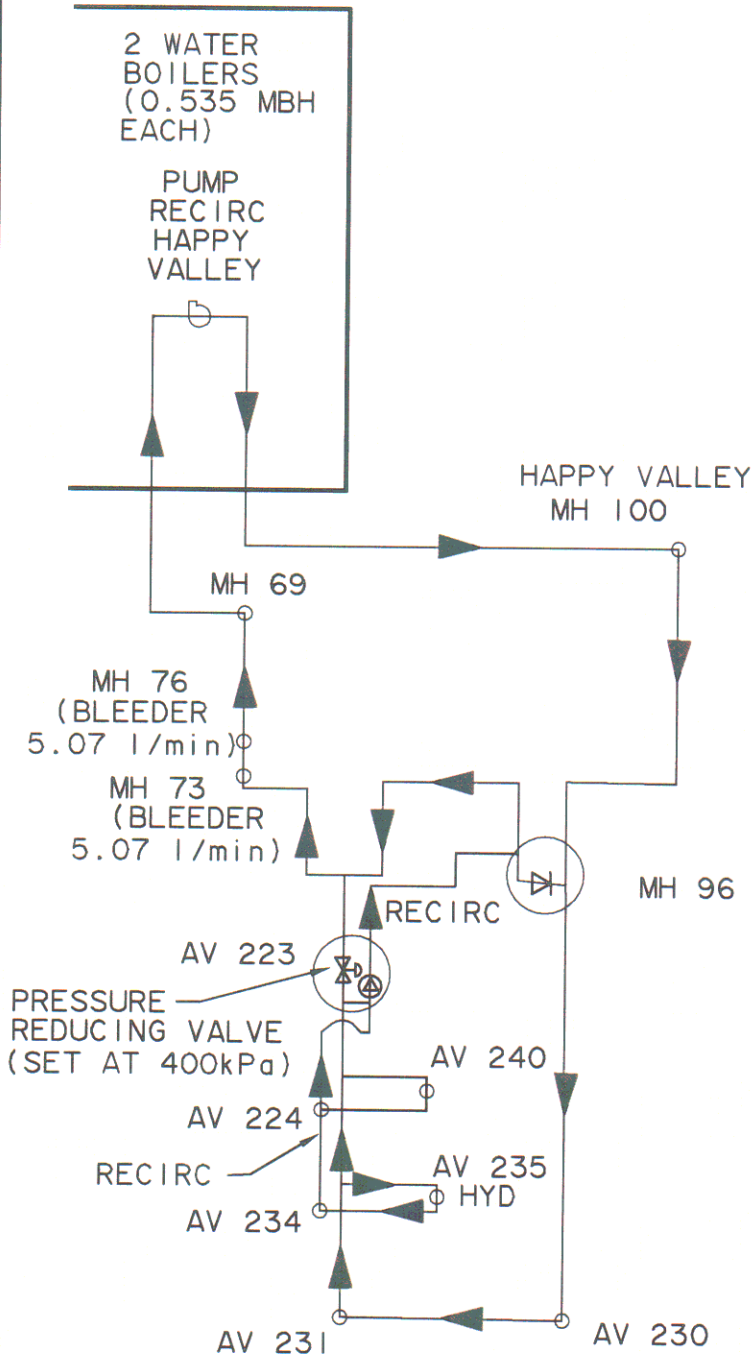 2 WATER
BOILERS
(0.535 MBH
EACH)
PUMP
RECIRC
HAPPY
VALLEY
HAPPY VALLEY
MH 100
MH 69
MH 76
(BLEEDER
5.07 l/min)
MH 73
(BLEEDER
5.07 l/min)
MH 96
RECIRC
AV 223
PRESSURE
REDUCING VALVE
(SET AT 400kPa)
AV 240
AV 224
RECIRC
AV 235
HYD
AV 234
AV 231
AV 230